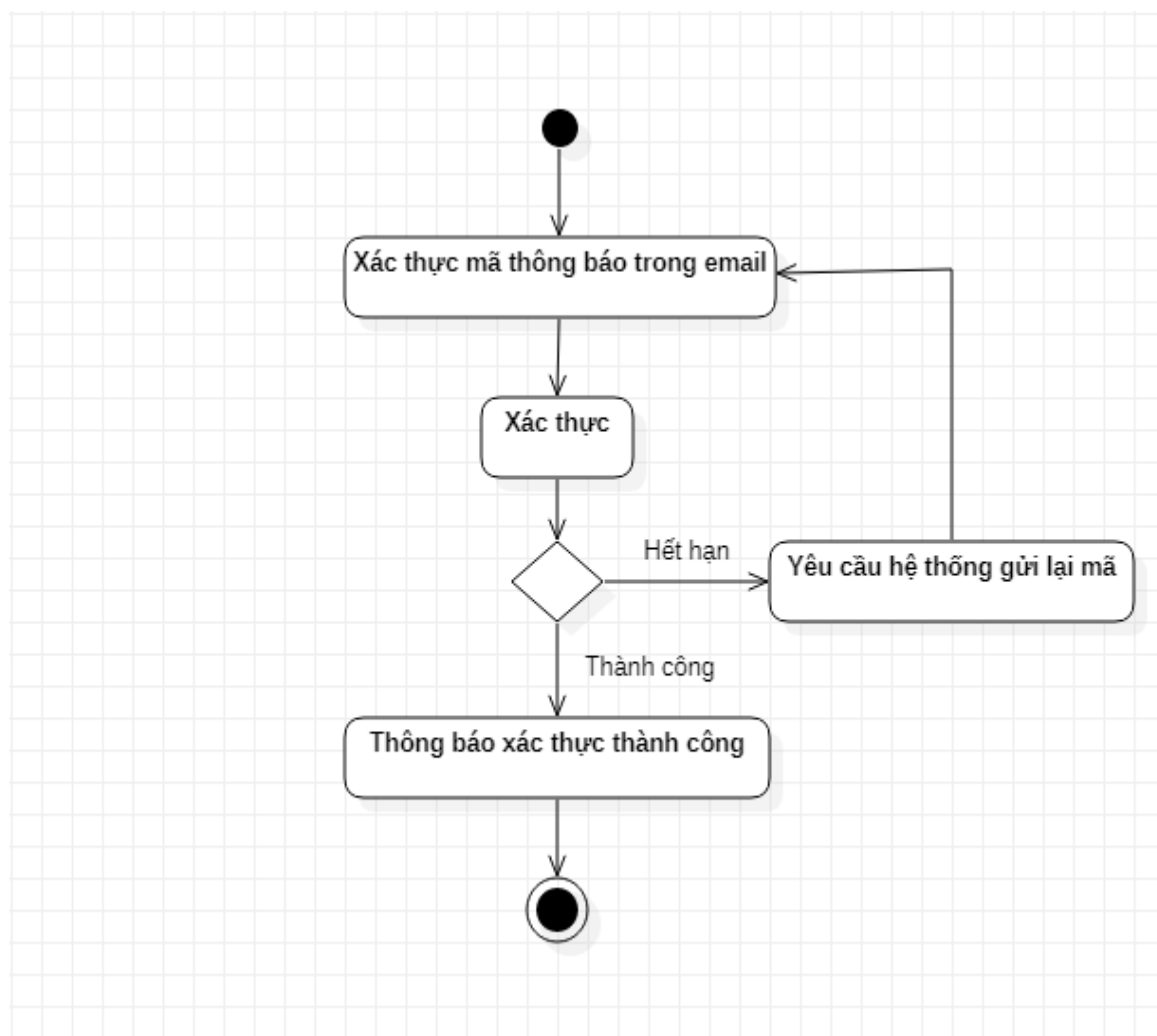 Xác thực mã thông báo trong email
Xác thực
Hết hạn
Yêu cầu hệ thống gửi lại mã
Thành công
Thông báo xác thực thành công